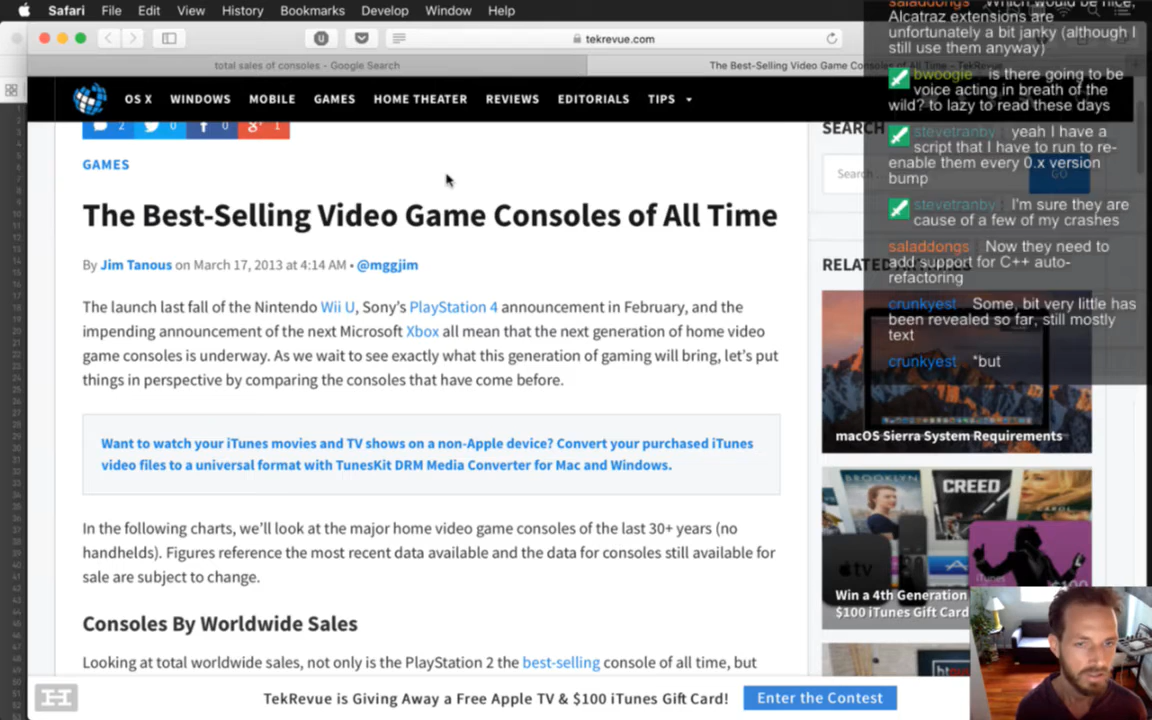 Safari File Edit View History Bookmarks Develop Window Help
tekrevue.com
total sales of consoles - Google Search
The Best-Selling Video Game Consoles of All Time - TekRevue
OS X WINDOWS MOBILE GAMES HOME THEATER REVIEWS EDITORIALS TIPS
2 0 0 1
GAMES
The Best-Selling Video Game Consoles of All Time
By Jim Tanous on March 17, 2013 at 4:14 AM • @mggjim
The launch last fall of the Nintendo Wii U, Sony's PlayStation 4 announcement in February, and the
impending announcement of the next Microsoft Xbox all mean that the next generation of home video
game consoles is underway. As we wait to see exactly what this generation of gaming will bring, let's put
things in perspective by comparing the consoles that have come before.
Want to watch your iTunes movies and TV shows on a non-Apple device? Convert your purchased iTunes
video files to a universal format with TunesKit DRM Media Converter for Mac and Windows.
In the following charts, we'll look at the major home video game consoles of the last 30+ years (no
handhelds). Figures reference the most recent data available and the data for consoles still available for
sale are subject to change.
Consoles By Worldwide Sales
Looking at total worldwide sales, not only is the PlayStation 2 the best-selling console of all time, but
SEARCH
Search
GO
RELATED
macOS Sierra System Requirements
BROOKLYN
CREED
tv
iTunes
$100
Win a 4th Generation
$100 iTunes Gift Card
TekRevue is Giving Away a Free Apple TV & $100 iTunes Gift Card!
Enter the Contest
saladdongs Which would be nice,
Alcatraz extensions are
unfortunately a bit janky (although I
still use them anyway)
bwoogie is there going to be
voice acting in breath of the
wild? to lazy to read these days
stevetranby yeah I have a
script that I have to run to re-
enable them every 0.x version
bump
stevetranby I'm sure they are
cause of a few of my crashes
saladdongs Now they need to
add support for C++ auto-
refactoring
crunkyest Some, bit very little has
been revealed so far, still mostly
text
crunkyest *but